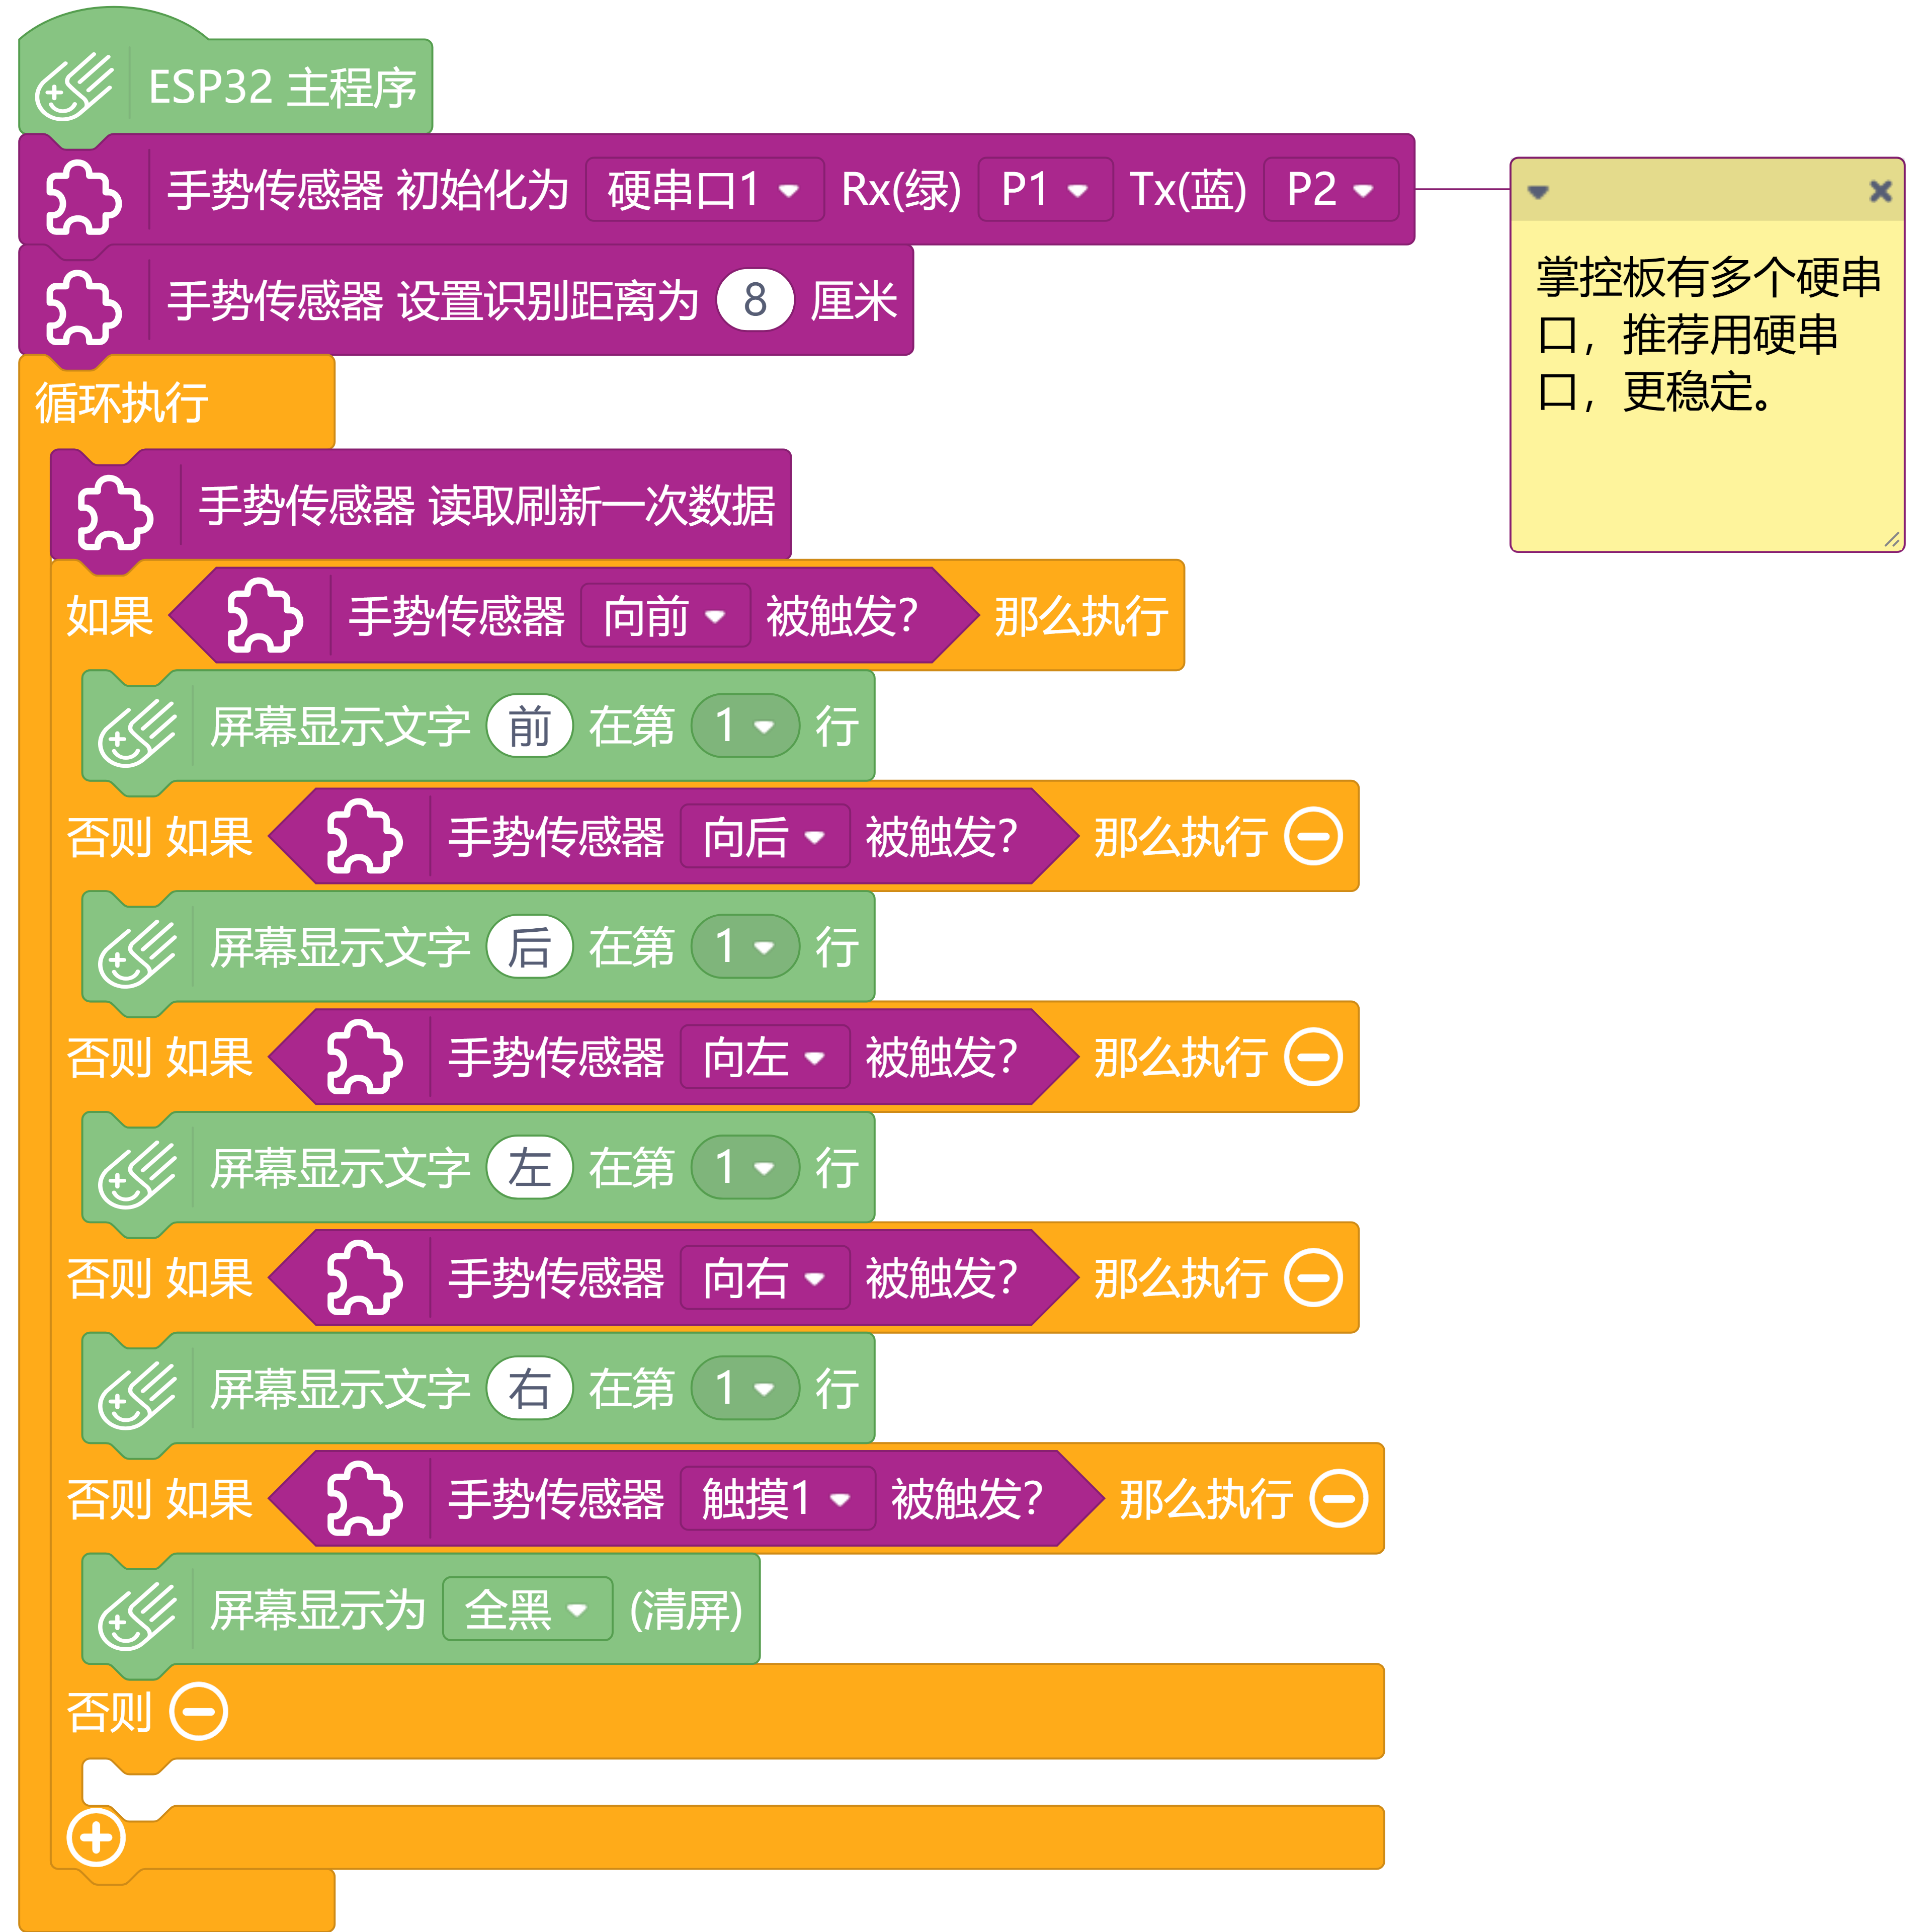 ESP32 主程序
手势传感器 初始化为 硬串口1 Rx(绿) P1 Tx(蓝) P2
掌控板有多个硬串
口，推荐用硬串
口，更稳定。
手势传感器 设置识别距离为 8 厘米
循环执行
手势传感器 读取刷新一次数据
如果 手势传感器 向前 被触发? 那么执行
屏幕显示文字 前 在第 1 行
否则 如果 手势传感器 向后 被触发? 那么执行
屏幕显示文字 后 在第 1 行
否则 如果 手势传感器 向左 被触发? 那么执行
屏幕显示文字 左 在第 1 行
否则 如果 手势传感器 向右 被触发? 那么执行
屏幕显示文字 右 在第 1 行
否则 如果 手势传感器 触摸1 被触发? 那么执行
屏幕显示为 全黑 (清屏)
否则